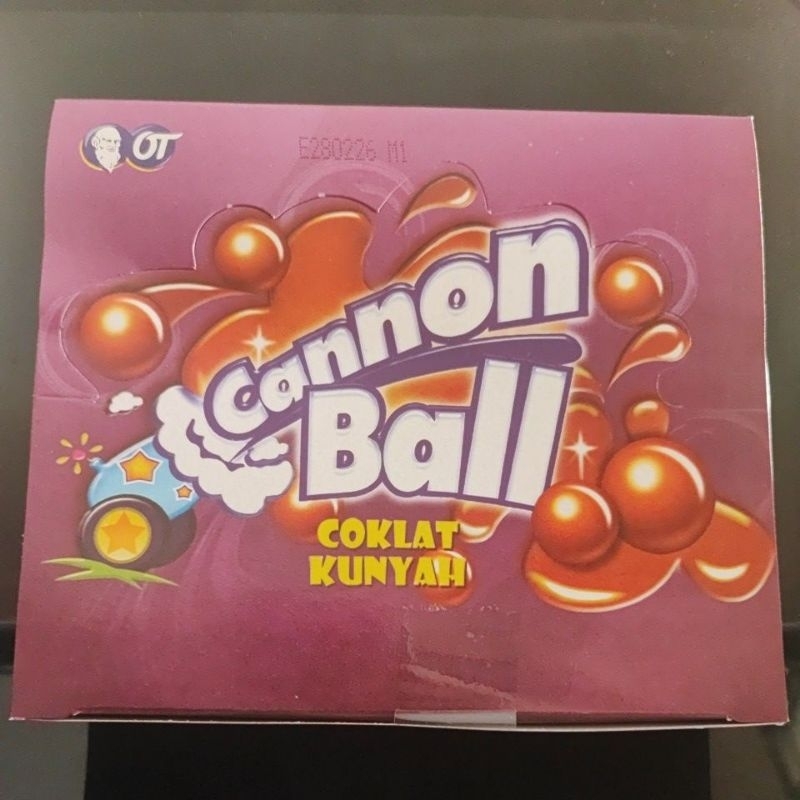 OT
E280226 M1
Cannon
Ball
COKLAT
KUNYAH